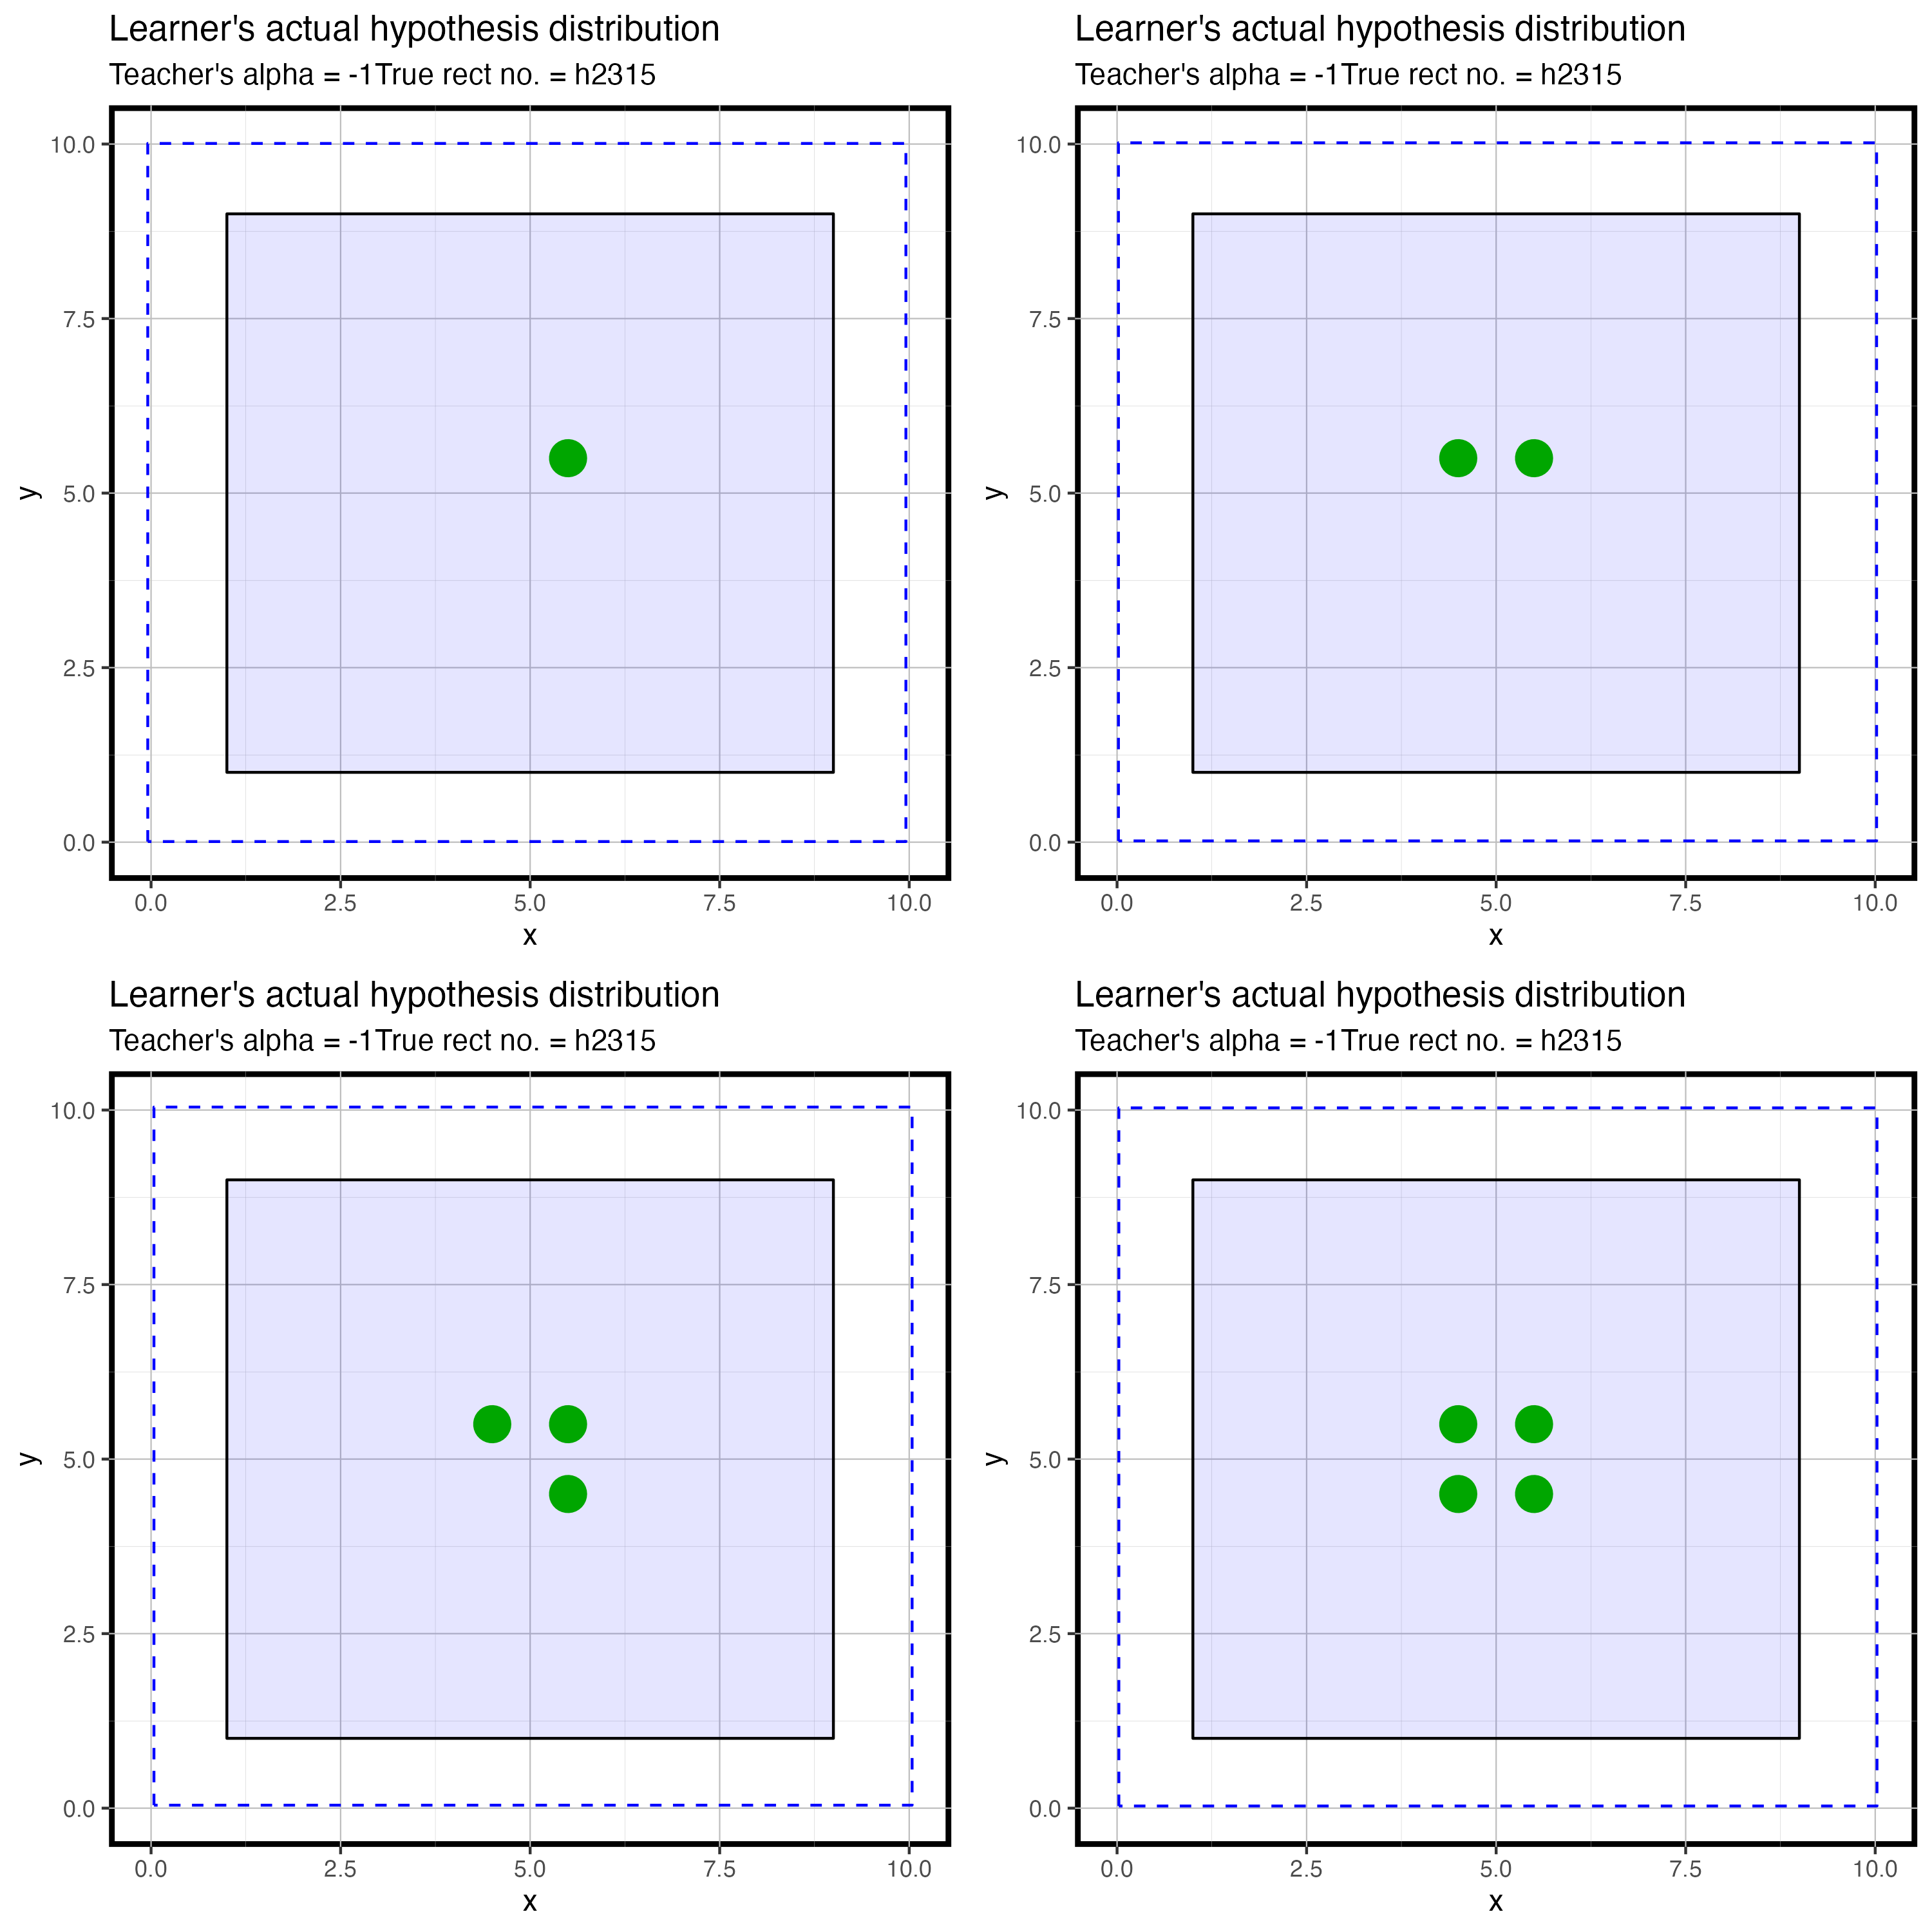 Learner's actual hypothesis distribution
Teacher's alpha = -1True rect no. = h2315
10.0
7.5
5.0
2.5
0.0
y
0.0 2.5 5.0 7.5 10.0
x
Learner's actual hypothesis distribution
Teacher's alpha = -1True rect no. = h2315
10.0
7.5
5.0
2.5
0.0
y
0.0 2.5 5.0 7.5 10.0
x
Learner's actual hypothesis distribution
Teacher's alpha = -1True rect no. = h2315
10.0
7.5
5.0
2.5
0.0
y
0.0 2.5 5.0 7.5 10.0
x
Learner's actual hypothesis distribution
Teacher's alpha = -1True rect no. = h2315
10.0
7.5
5.0
2.5
0.0
y
0.0 2.5 5.0 7.5 10.0
x